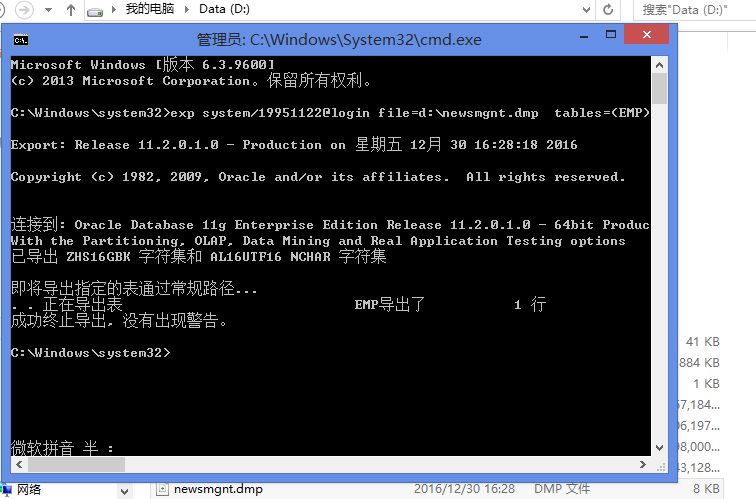 我的电脑 Data (D:) 搜索"Data (D:)"
管理员: C:\Windows\System32\cmd.exe
Microsoft Windows [版本 6.3.9600]
(c) 2013 Microsoft Corporation。保留所有权利。
C:\Windows\system32>exp system/19951122@login file=d:\newsmgnt.dmp  tables=(EMP)
Export: Release 11.2.0.1.0 - Production on 星期五 12月 30 16:28:18 2016
Copyright (c) 1982, 2009, Oracle and/or its affiliates.  All rights reserved.
连接到: Oracle Database 11g Enterprise Edition Release 11.2.0.1.0 - 64bit Produc
With the Partitioning, OLAP, Data Mining and Real Application Testing options
已导出 ZHS16GBK 字符集和 AL16UTF16 NCHAR 字符集
即将导出指定的表通过常规路径...
. . 正在导出表 EMP导出了 1 行
成功终止导出, 没有出现警告。
C:\Windows\system32>
41 KB
884 KB
1 KB
57,184...
06,197...
98,000...
43,128...
微软拼音 半 :
网络 newsmgnt.dmp 2016/12/30 16:28 DMP 文件 8 KB